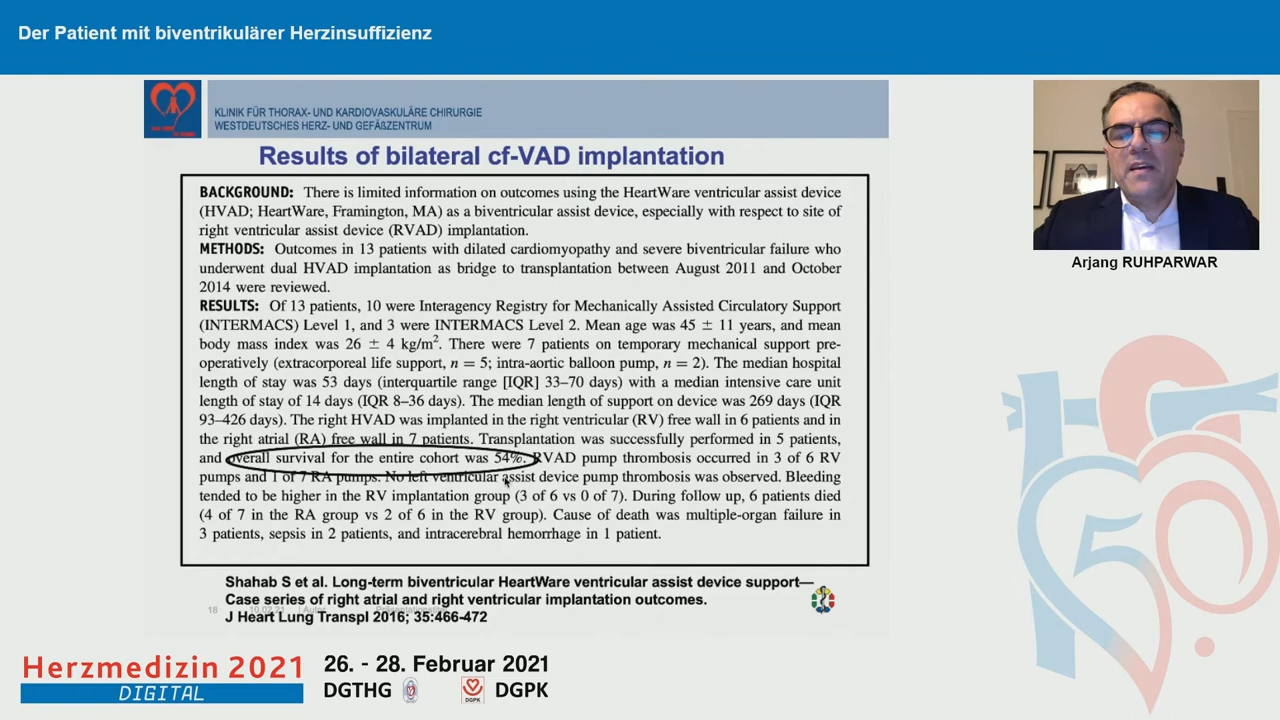 Der Patient mit biventrikulärer Herzinsuffizienz
KLINIK FÜR THORAX- UND KARDIOVASKULÄRE CHIRURGIE
WESTDEUTSCHES HERZ- UND GEFÄßZENTRUM
Results of bilateral cf-VAD implantation
BACKGROUND: There is limited information on outcomes using the HeartWare ventricular assist device
(HVAD; HeartWare, Framington, MA) as a biventricular assist device, especially with respect to site of
right ventricular assist device (RVAD) implantation.
METHODS: Outcomes in 13 patients with dilated cardiomyopathy and severe biventricular failure who
underwent dual HVAD implantation as bridge to transplantation between August 2011 and October
2014 were reviewed.
RESULTS: Of 13 patients, 10 were Interagency Registry for Mechanically Assisted Circulatory Support
(INTERMACS) Level 1, and 3 were INTERMACS Level 2. Mean age was 45 ± 11 years, and mean
body mass index was 26 ± 4 kg/m². There were 7 patients on temporary mechanical support pre-
operatively (extracorporeal life support, n = 5; intra-aortic balloon pump, n = 2). The median hospital
length of stay was 53 days (interquartile range [IQR] 33–70 days) with a median intensive care unit
length of stay of 14 days (IQR 8–36 days). The median length of support on device was 269 days (IQR
93–426 days). The right HVAD was implanted in the right ventricular (RV) free wall in 6 patients and in
the right atrial (RA) free wall in 7 patients. Transplantation was successfully performed in 5 patients,
and overall survival for the entire cohort was 54%. RVAD pump thrombosis occurred in 3 of 6 RV
pumps and 1 of 7 RA pumps. No left ventricular assist device pump thrombosis was observed. Bleeding
tended to be higher in the RV implantation group (3 of 6 vs 0 of 7). During follow up, 6 patients died
(4 of 7 in the RA group vs 2 of 6 in the RV group). Cause of death was multiple-organ failure in
3 patients, sepsis in 2 patients, and intracerebral hemorrhage in 1 patient.
Shahab S et al. Long-term biventricular HeartWare ventricular assist device support—
Case series of right atrial and right ventricular implantation outcomes.
18 10.02.21 | Autor
J Heart Lung Transpl 2016; 35:466-472
Arjang RUHPARWAR
50
Herzmedizin 2021
DIGITAL
26. - 28. Februar 2021
DGTHG
DGPK
DGPK